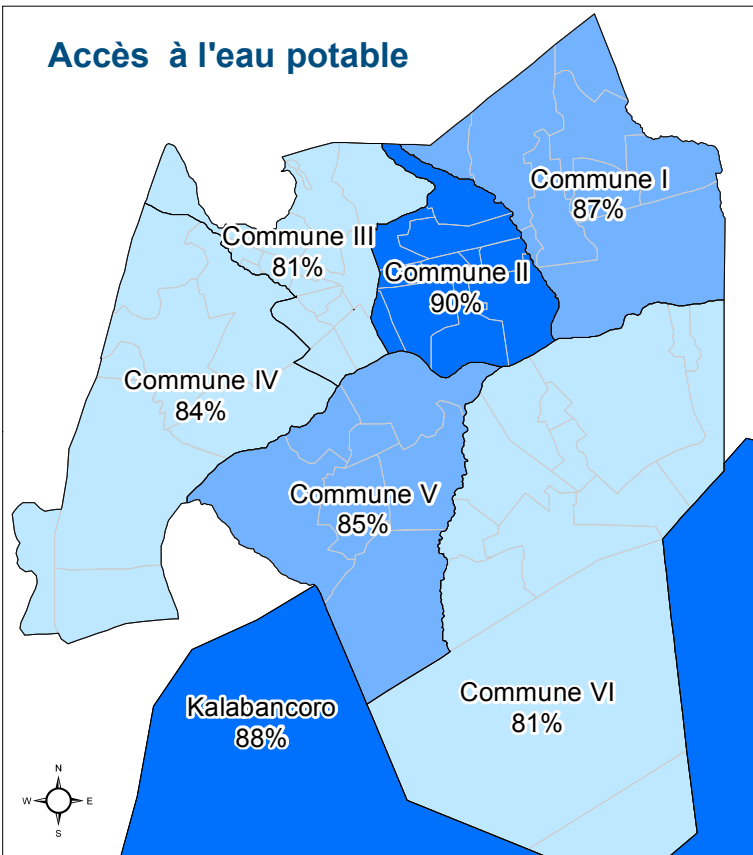 Accès à l'eau potable
Commune I
87%
Commune III
81%
Commune II
90%
Commune IV
84%
Commune V
85%
Kalabancoro
88%
Commune VI
81%
N
W
E
S